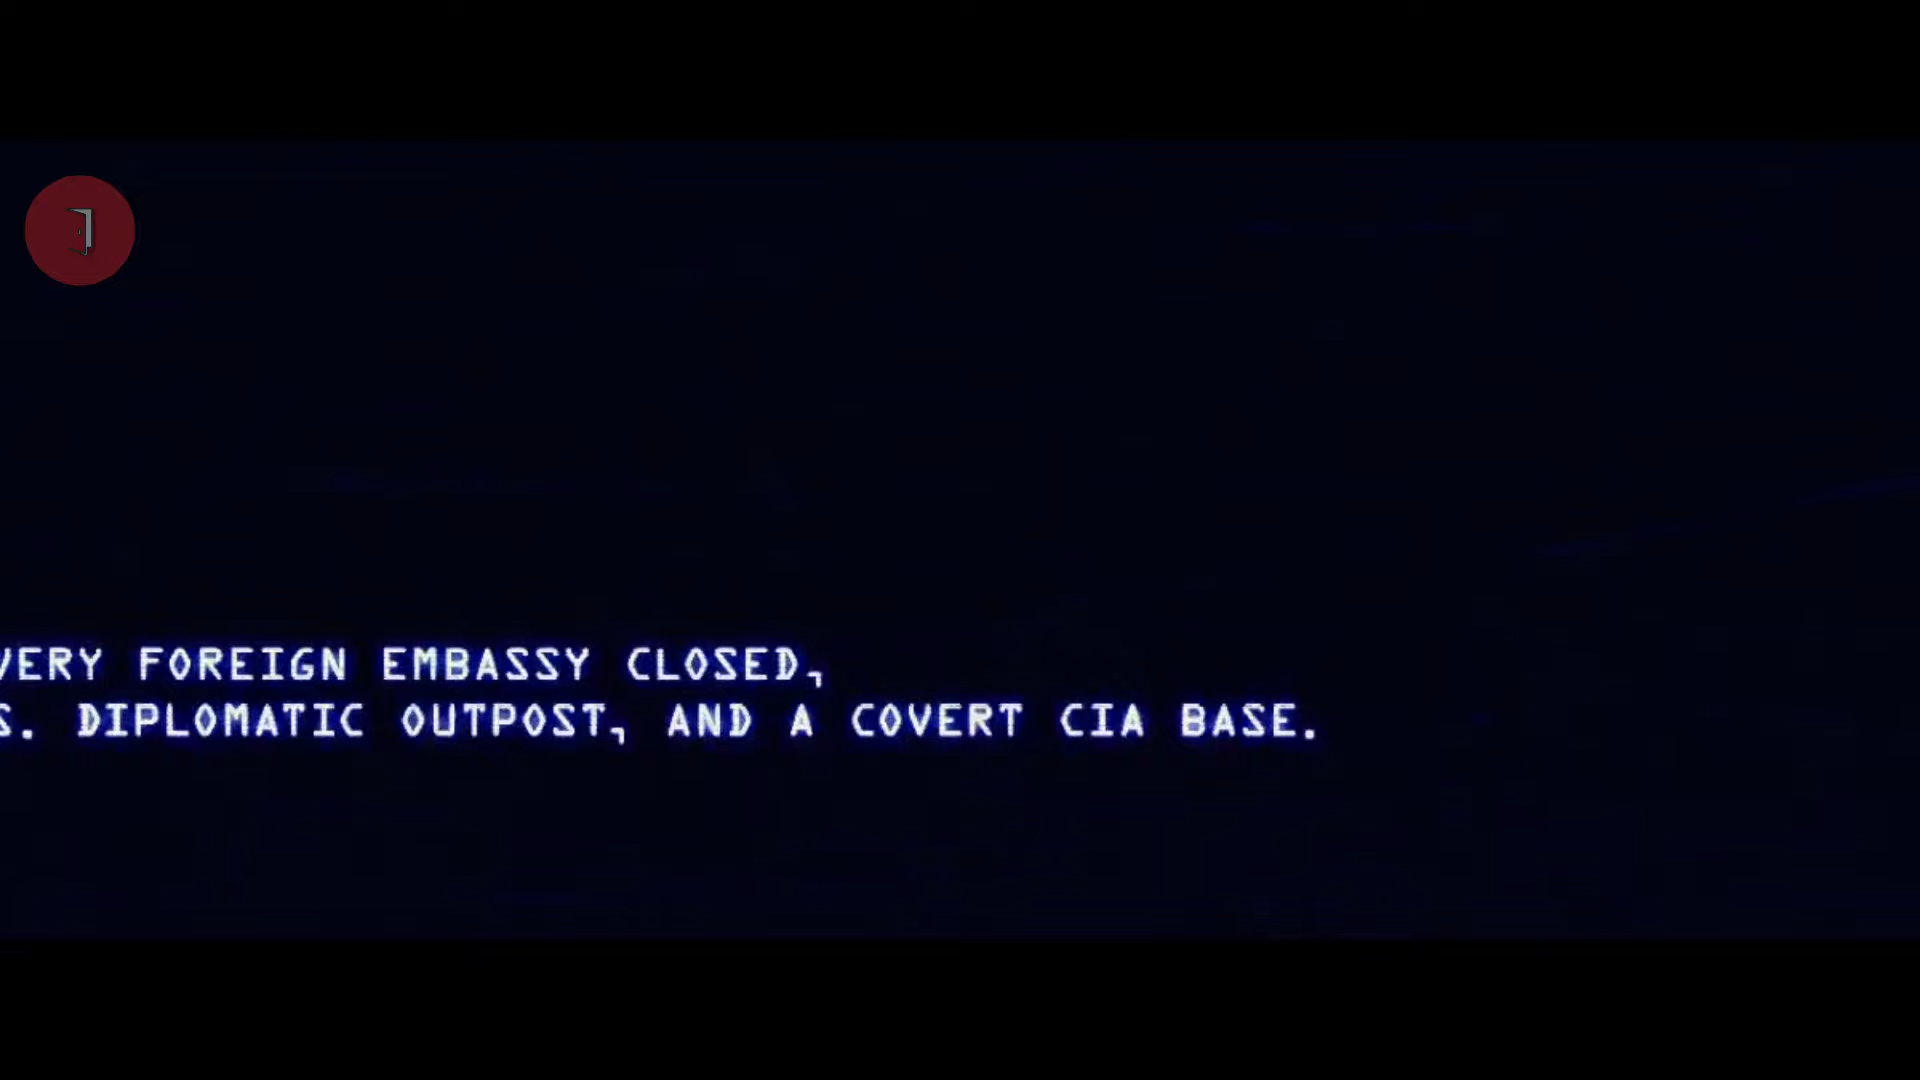 VERY FOREIGN EMBASSY CLOSED,
S. DIPLOMATIC OUTPOST, AND A COVERT CIA BASE.